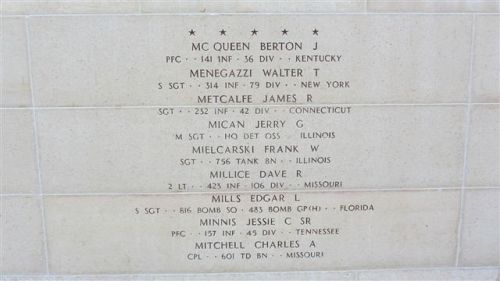 MC QUEEN BERTON J
PFC · · 141 INF · 36 DIV · · KENTUCKY
MENEGAZZI WALTER T
S SGT · · 314 INF · 79 DIV · · NEW YORK
METCALFE JAMES R
SGT · · 232 INF · 42 DIV · · CONNECTICUT
MICAN JERRY G
M SGT · · HQ DET OSS · · ILLINOIS
MIELCARSKI FRANK W
SGT · · 756 TANK BN · · ILLINOIS
MILLICE DAVE R
2 LT · · 423 INF · 106 DIV · · MISSOURI
MILLS EDGAR L
S SGT · · 816 BOMB SQ · 483 BOMB GP(H) · · FLORIDA
MINNIS JESSIE C SR
PFC · · 157 INF · 45 DIV · · TENNESSEE
MITCHELL CHARLES A
CPL · · 601 TD BN · · MISSOURI